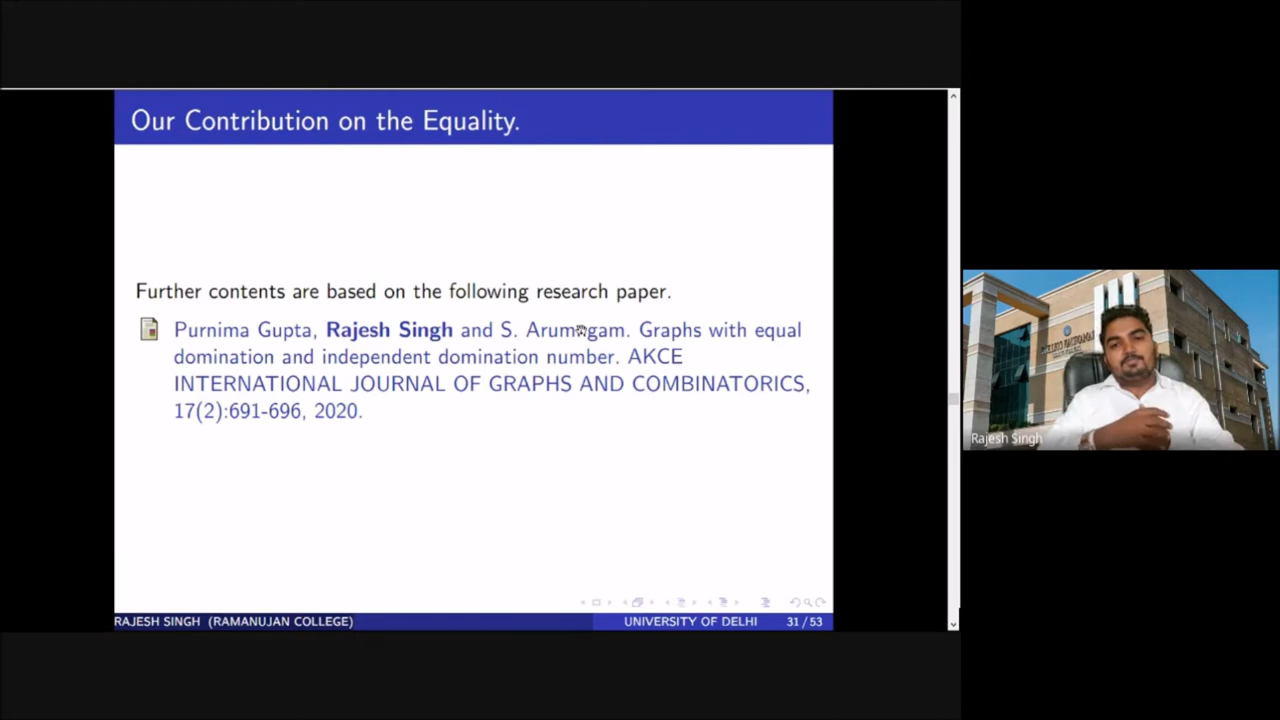 Our Contribution on the Equality.
Further contents are based on the following research paper.
Purnima Gupta, Rajesh Singh and S. Arumugam. Graphs with equal
domination and independent domination number. AKCE
INTERNATIONAL JOURNAL OF GRAPHS AND COMBINATORICS,
17(2):691-696, 2020.
RAJESH SINGH (RAMANUJAN COLLEGE)
UNIVERSITY OF DELHI
31 / 53
Rajesh Singh